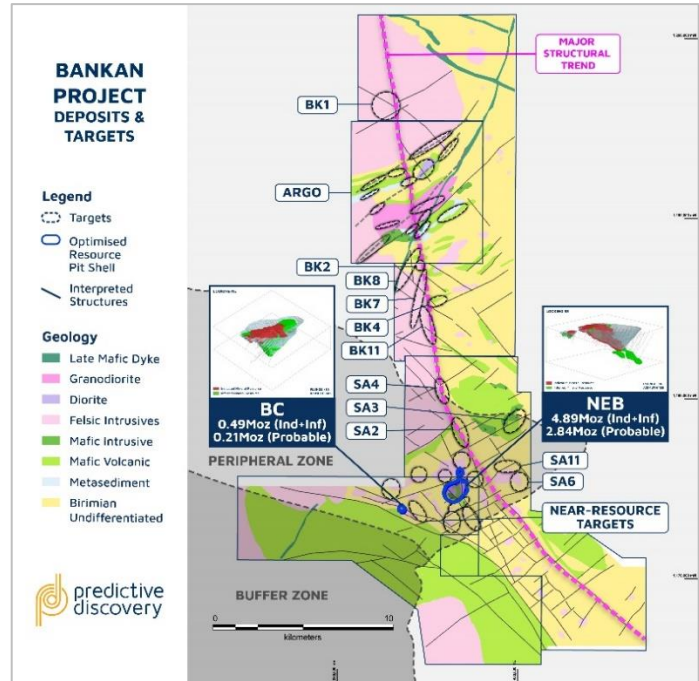 BANKAN
PROJECT
DEPOSITS &
TARGETS
Legend
Targets
Optimised
Resource
Pit Shell
Interpreted
Structures
Geology
Late Mafic Dyke
Granodiorite
Diorite
Felsic Intrusives
Mafic Intrusive
Mafic Volcanic
Metasediment
Birimian
Undifferentiated
predictive
discovery
MAJOR
STRUCTURAL
TREND
BK1
ARGO
BK2
BK8
BK7
BK4
BK11
SA4
SA3
SA2
BC
0.49Moz (Ind+Inf)
0.21Moz (Probable)
NEB
4.89Moz (Ind+Inf)
2.84Moz (Probable)
PERIPHERAL ZONE
SA11
SA6
NEAR-RESOURCE
TARGETS
BUFFER ZONE
0 10
kilometers